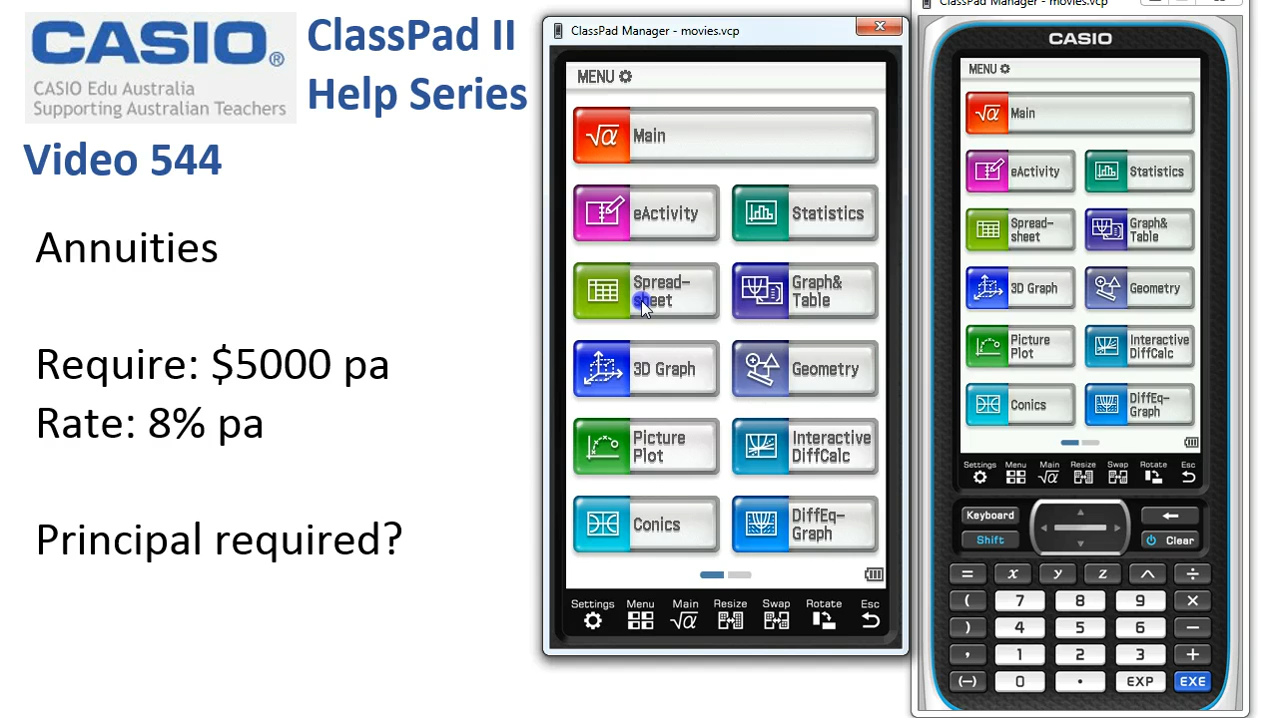 CASIO®
CASIO Edu Australia
Supporting Australian Teachers
ClassPad II
Help Series
Video 544
Annuities
Require: $5000 pa
Rate: 8% pa
Principal required?
ClassPad Manager - movies.vcp
MENU
√α Main
eActivity
Statistics
Spread-
sheet
Graph&
Table
3D Graph
Geometry
Picture
Plot
Interactive
DiffCalc
Conics
DiffEq-
Graph
Settings Menu Main Resize Swap Rotate Esc
√α
ClassPad Manager - movies.vcp
CASIO
MENU
√α Main
eActivity
Statistics
Spread-
sheet
Graph&
Table
3D Graph
Geometry
Picture
Plot
Interactive
DiffCalc
Conics
DiffEq-
Graph
Settings Menu Main Resize Swap Rotate Esc
√α
Keyboard
Shift
Clear
= x y z ^ ÷
( 7 8 9 ×
) 4 5 6 −
, 1 2 3 +
(−) 0 . EXP EXE